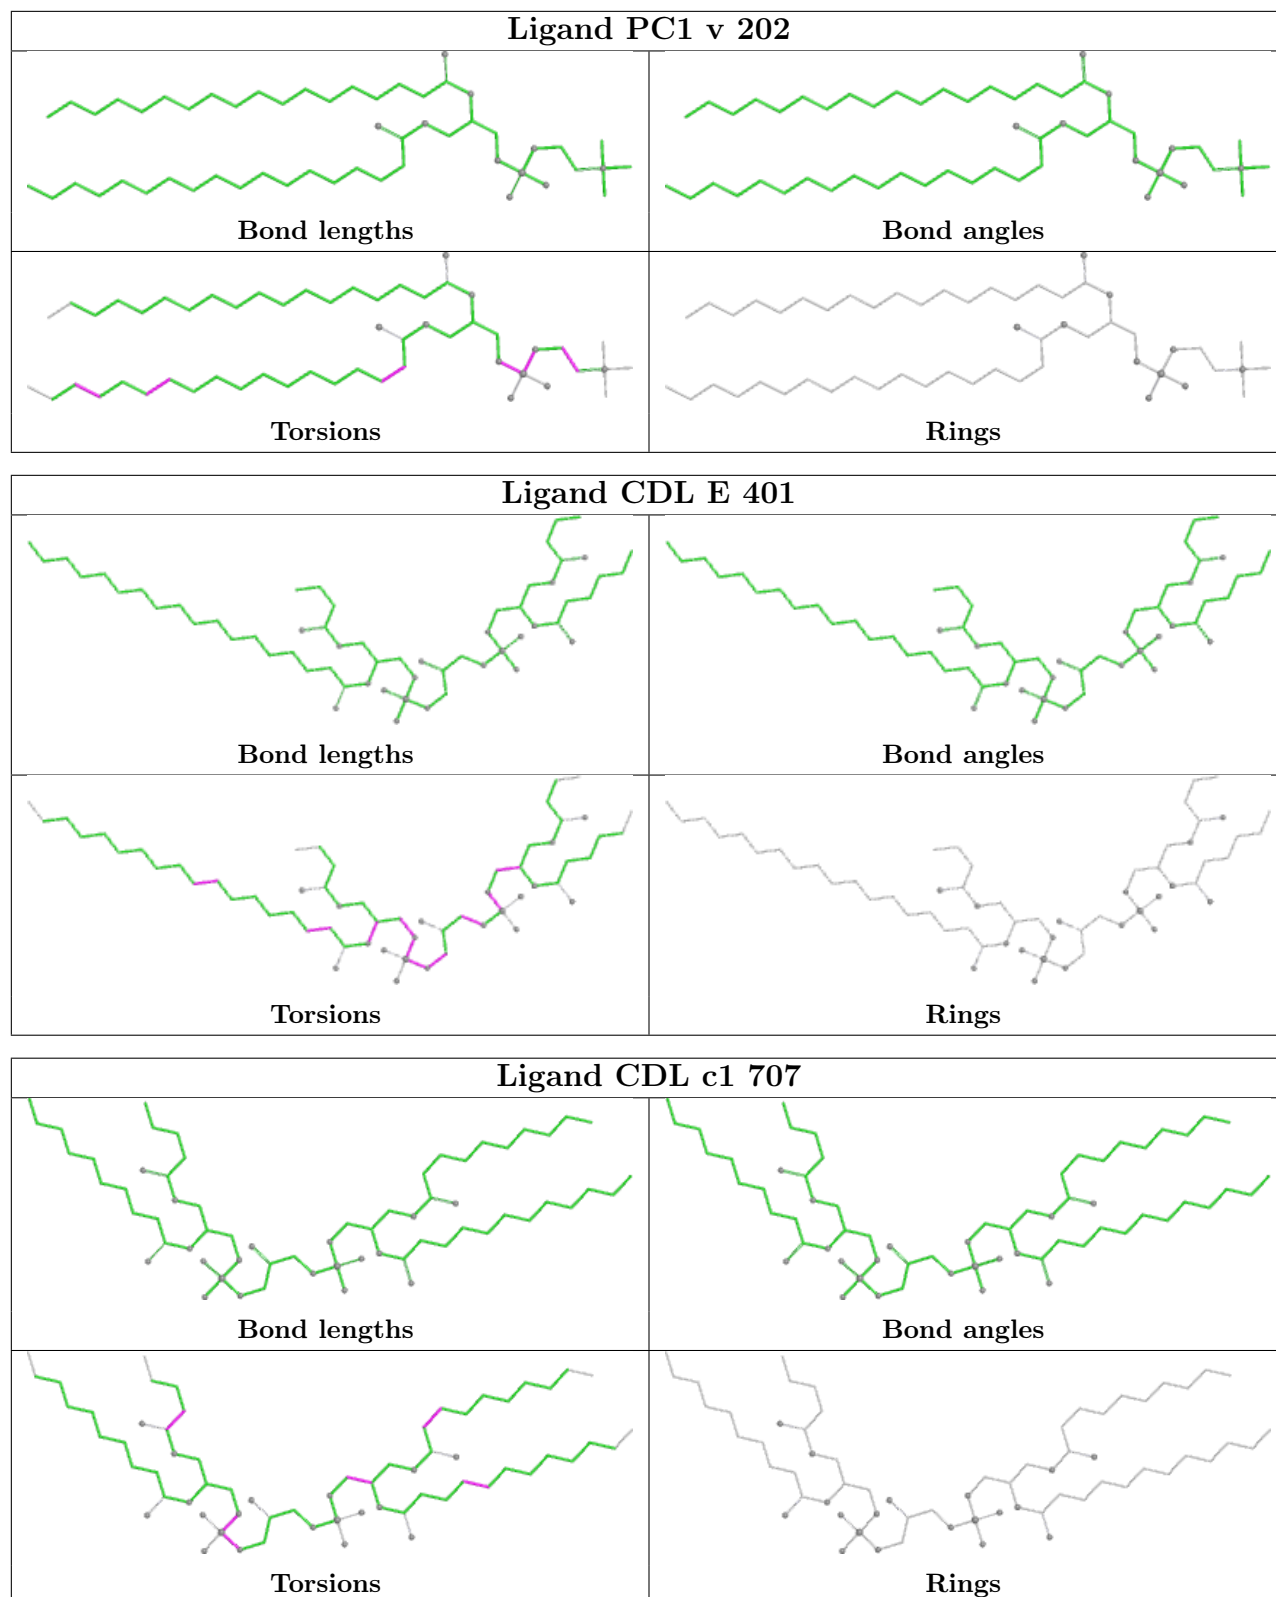 Ligand PC1 v 202
Bond lengths
Bond angles
Torsions
Rings
Ligand CDL E 401
Bond lengths
Bond angles
Torsions
Rings
Ligand CDL c1 707
Bond lengths
Bond angles
Torsions
Rings